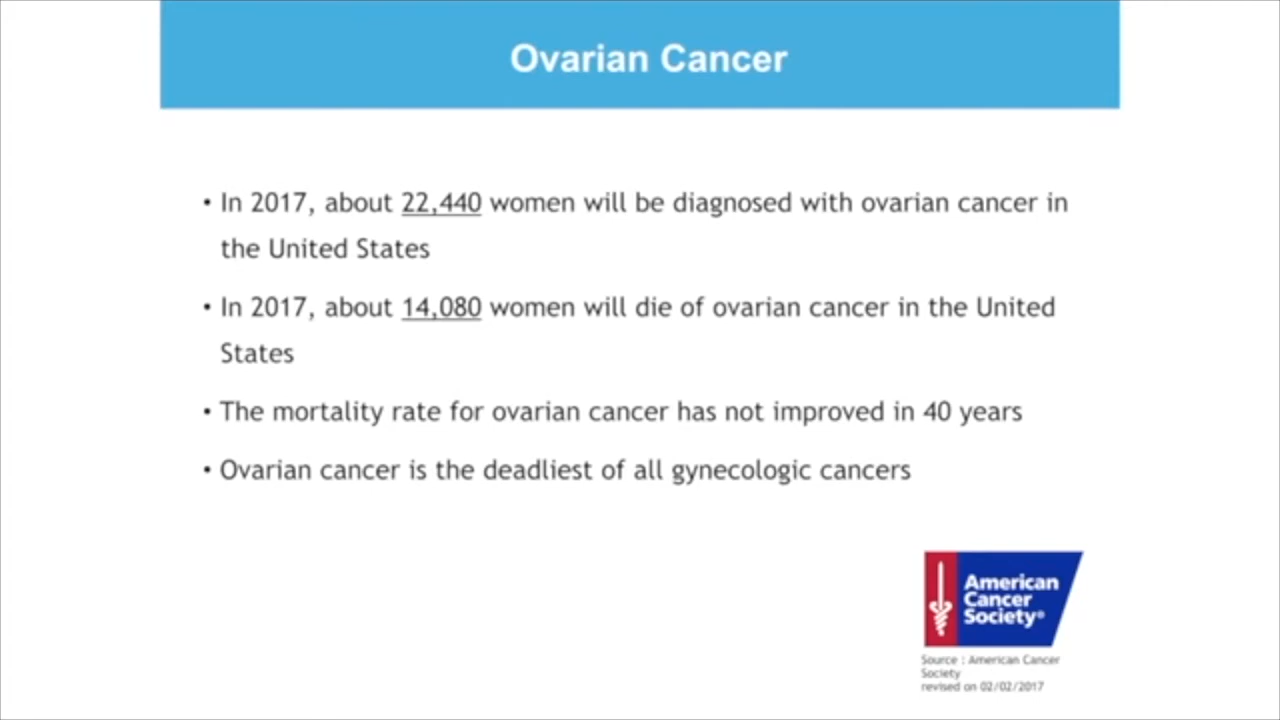 Ovarian Cancer
• In 2017, about 22,440 women will be diagnosed with ovarian cancer in
the United States
• In 2017, about 14,080 women will die of ovarian cancer in the United
States
• The mortality rate for ovarian cancer has not improved in 40 years
• Ovarian cancer is the deadliest of all gynecologic cancers
American
Cancer
Society®
Source : American Cancer
Society
revised on 02/02/2017